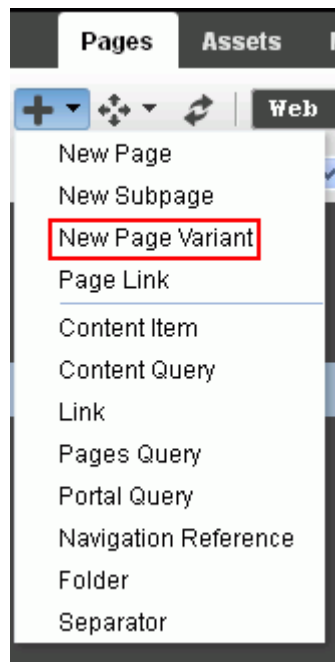 Pages Assets
Web
New Page
New Subpage
New Page Variant
Page Link
Content Item
Content Query
Link
Pages Query
Portal Query
Navigation Reference
Folder
Separator